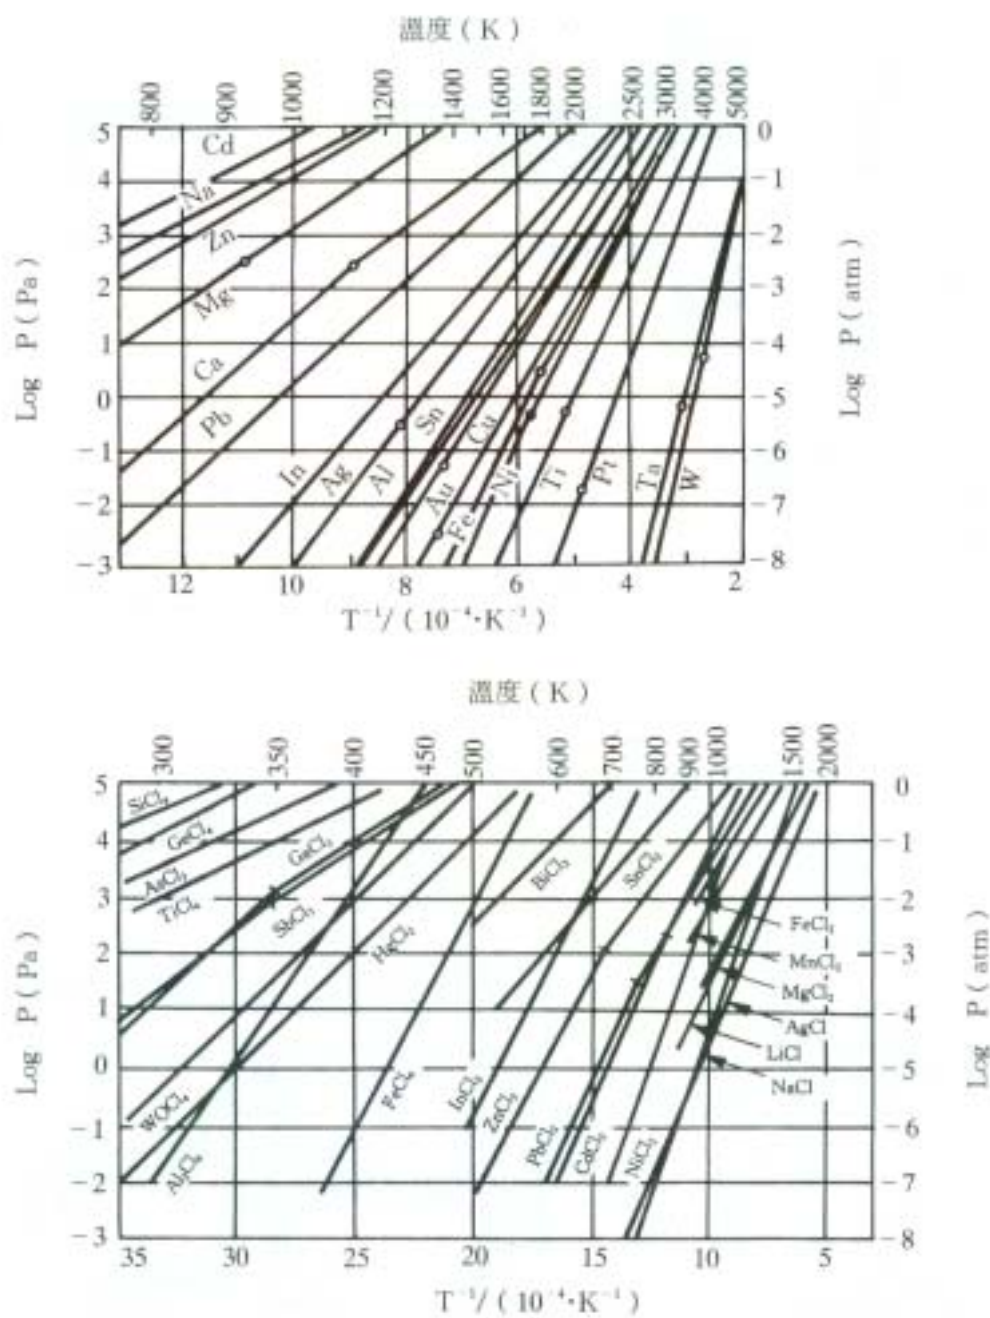 溫度 ( K )
800 900 1000 1200 1400 1600 1800 2000 2500 3000 4000 5000
5 0
Cd
4 −1
Na
3 −2
Zn
2 −3
Mg
1 −4
Ca
0 −5
Pb Sn Cu
−1 −6
In Ag Al Au Fe Ni Ti Pt Ta W
−2 −7
−3 −8
12 10 8 6 4 2
Log P ( Pa )
Log P ( atm )
T⁻¹/ ( 10⁻⁴·K⁻¹ )
溫度 ( K )
300 350 400 450 500 600 700 800 900 1000 1500 2000
5 0
SiCl₄
4 −1
GeCl₄ GaCl₃
AsCl₃ BiCl₃ SnCl₂
TiCl₄
3 −2
SbCl₃ HgCl₂
2 −3
MnCl₂
MgCl₂
1 −4
AgCl
LiCl
0 −5
NaCl
InCl₃ ZnCl₂
WOCl₄
−1 −6
PbCl₂ CdCl₂ NiCl₂
−2 −7
−3 −8
35 30 25 20 15 10 5
Log P ( Pa )
Log P ( atm )
T⁻¹/ ( 10⁻⁴·K⁻¹ )